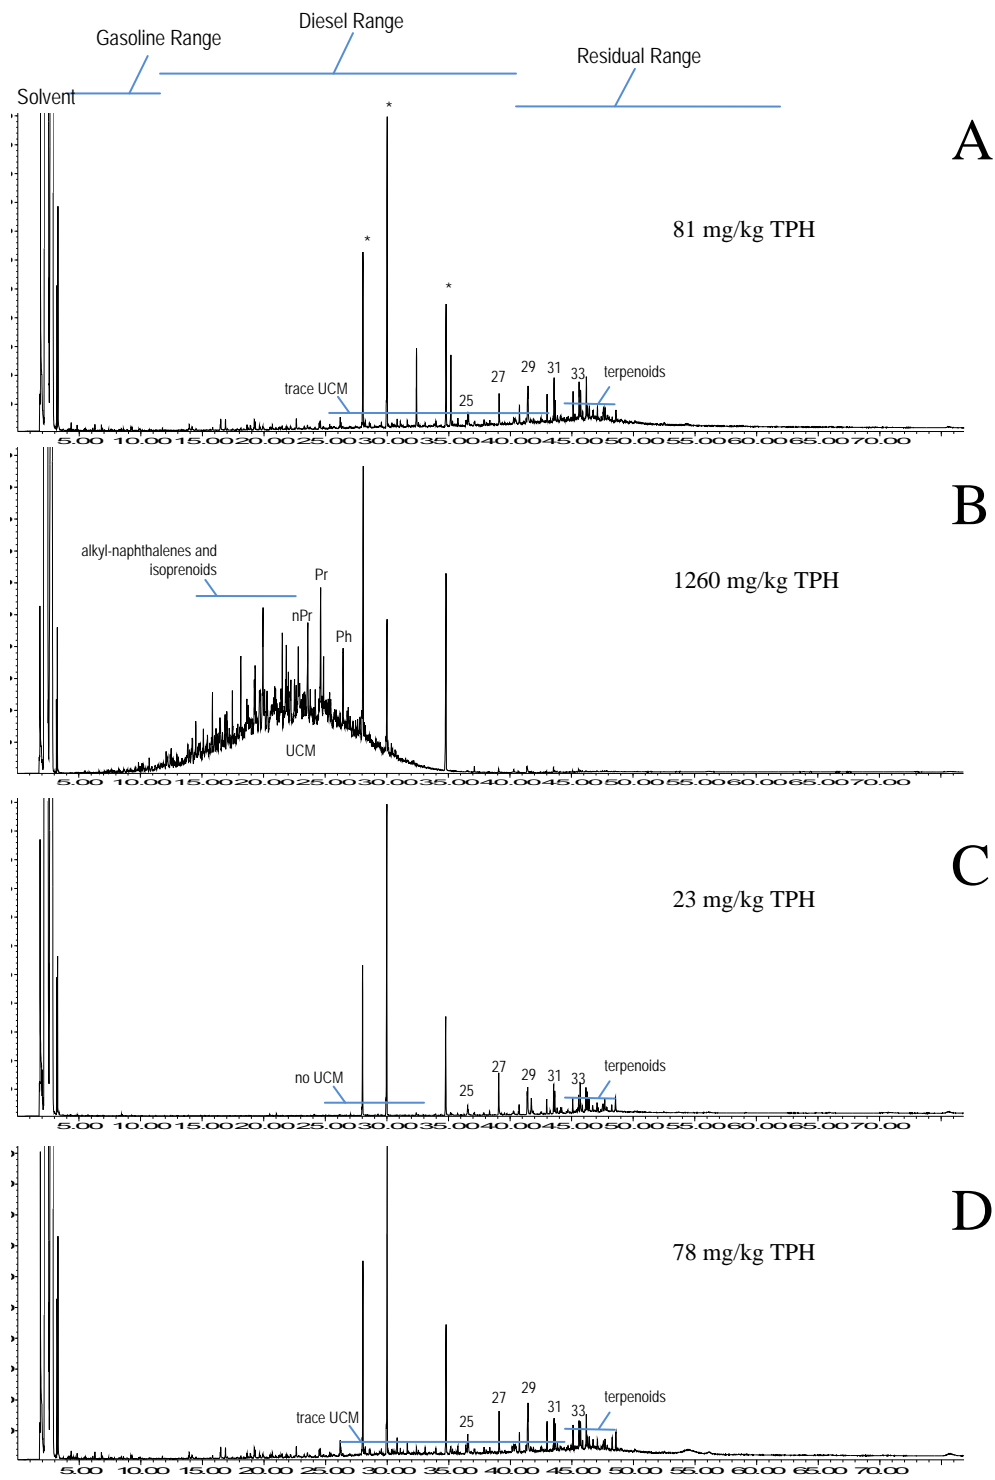 Diesel Range
Gasoline Range
Residual Range
Solvent
*
A
81 mg/kg TPH
*
*
29
31
terpenoids
27
33
trace UCM
25
5.00 10.00 15.00 20.00 25.00 30.00 35.00 40.00 45.00 50.00 55.00 60.00 65.00 70.00
B
alkyl-naphthalenes and
isoprenoids
1260 mg/kg TPH
Pr
nPr
Ph
UCM
5.00 10.00 15.00 20.00 25.00 30.00 35.00 40.00 45.00 50.00 55.00 60.00 65.00 70.00
C
23 mg/kg TPH
27
terpenoids
29
31
33
no UCM
25
5.00 10.00 15.00 20.00 25.00 30.00 35.00 40.00 45.00 50.00 55.00 60.00 65.00 70.00
D
78 mg/kg TPH
29
27
terpenoids
31
33
trace UCM
25
5.00 10.00 15.00 20.00 25.00 30.00 35.00 40.00 45.00 50.00 55.00 60.00 65.00 70.00